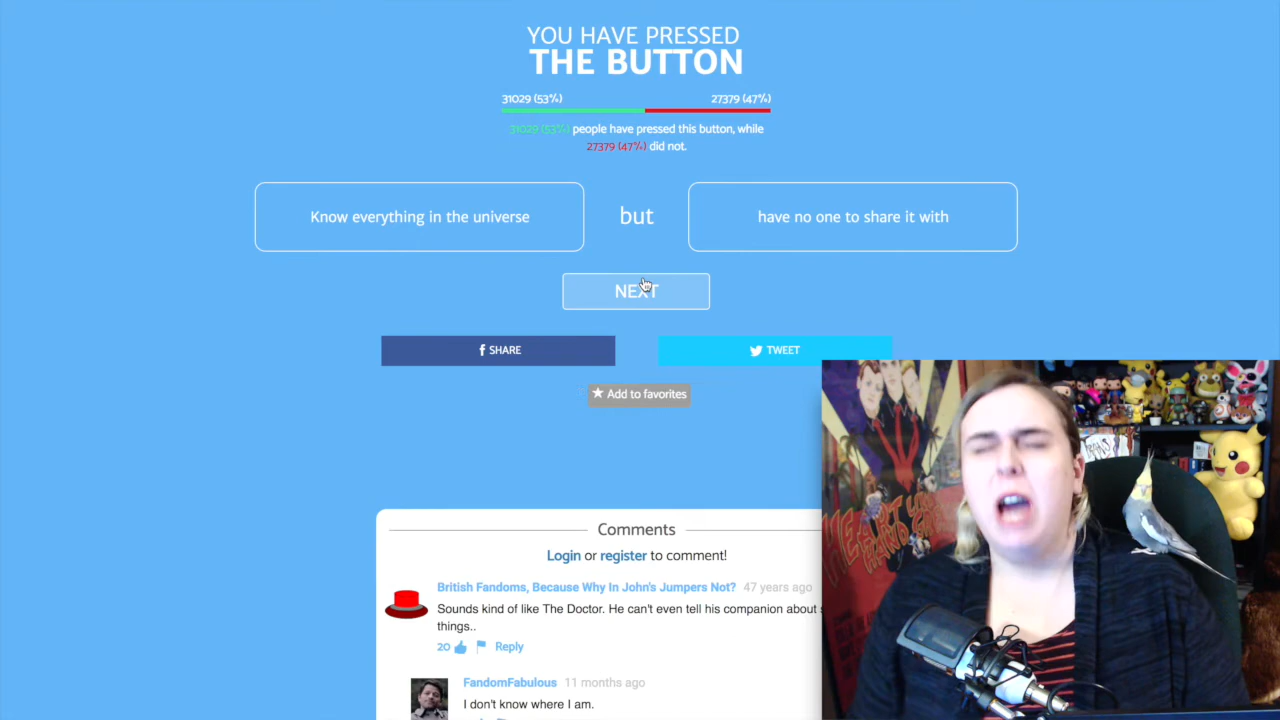 YOU HAVE PRESSED
THE BUTTON
31029 (53%) 27379 (47%)
31029 (53%) people have pressed this button, while
27379 (47%) did not.
Know everything in the universe but have no one to share it with
NEXT
SHARE TWEET
Add to favorites
Comments
Login or register to comment!
British Fandoms, Because Why In John's Jumpers Not? 47 years ago
Sounds kind of like The Doctor. He can't even tell his companion about
things..
20 Reply
FandomFabulous 11 months ago
I don't know where I am.